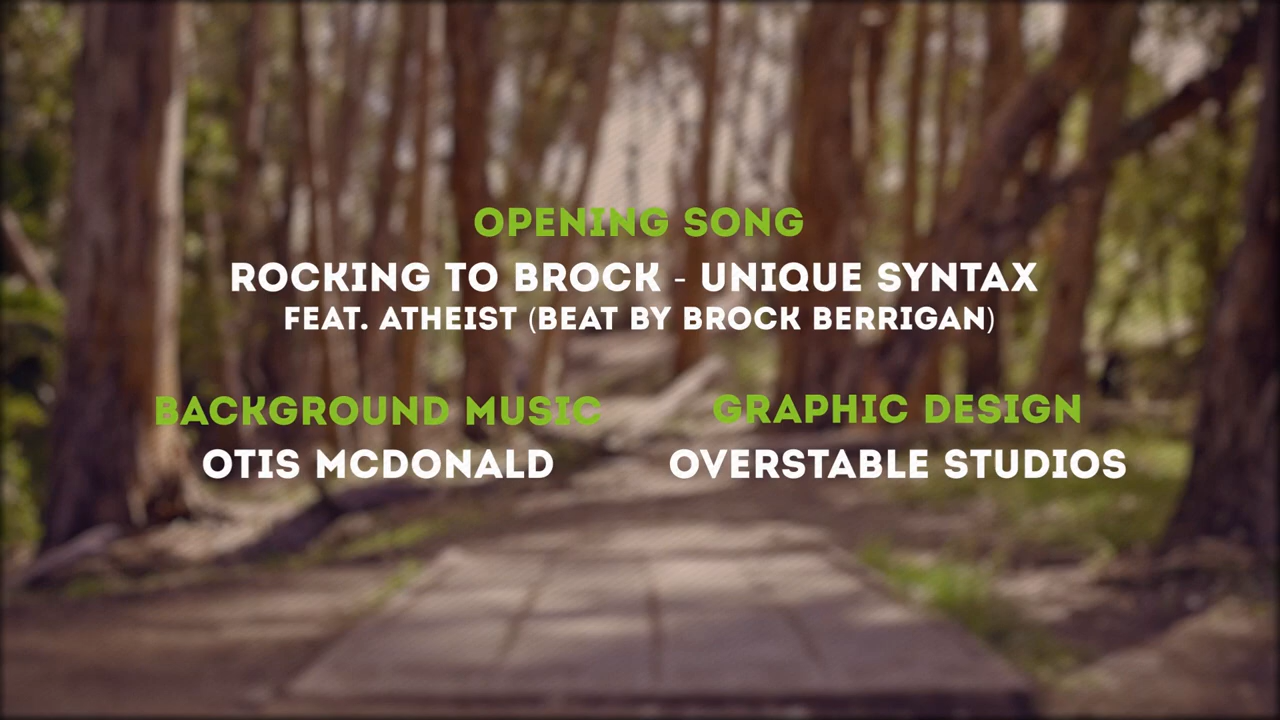 OPENING SONG
ROCKING TO BROCK - UNIQUE SYNTAX
FEAT. ATHEIST (BEAT BY BROCK BERRIGAN)
BACKGROUND MUSIC
OTIS MCDONALD
GRAPHIC DESIGN
OVERSTABLE STUDIOS